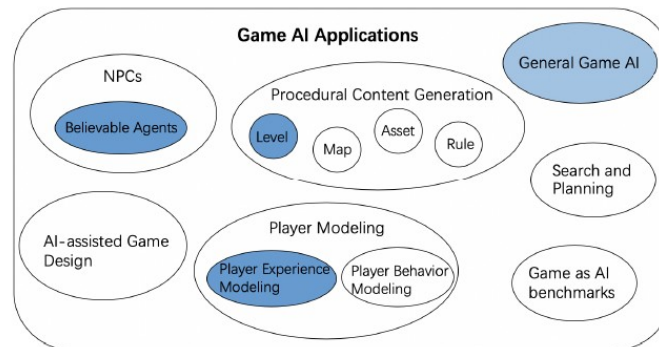 Game AI Applications
NPCs
Believable Agents
Procedural Content Generation
Level
Map
Asset
Rule
General Game AI
Search and
Planning
AI-assisted Game
Design
Player Modeling
Player Experience
Modeling
Player Behavior
Modeling
Game as AI
benchmarks